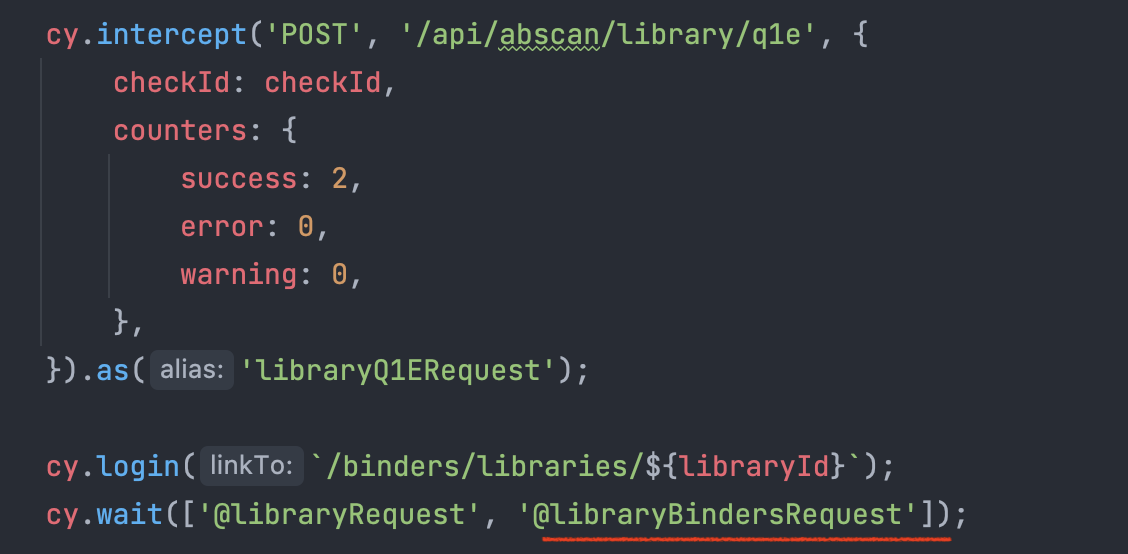 cy.intercept('POST', '/api/abscan/library/q1e', {
checkId: checkId,
counters: {
success: 2,
error: 0,
warning: 0,
},
}).as( alias: 'libraryQ1ERequest');
cy.login( linkTo: `/binders/libraries/${libraryId}`);
cy.wait(['@libraryRequest', '@libraryBindersRequest']);